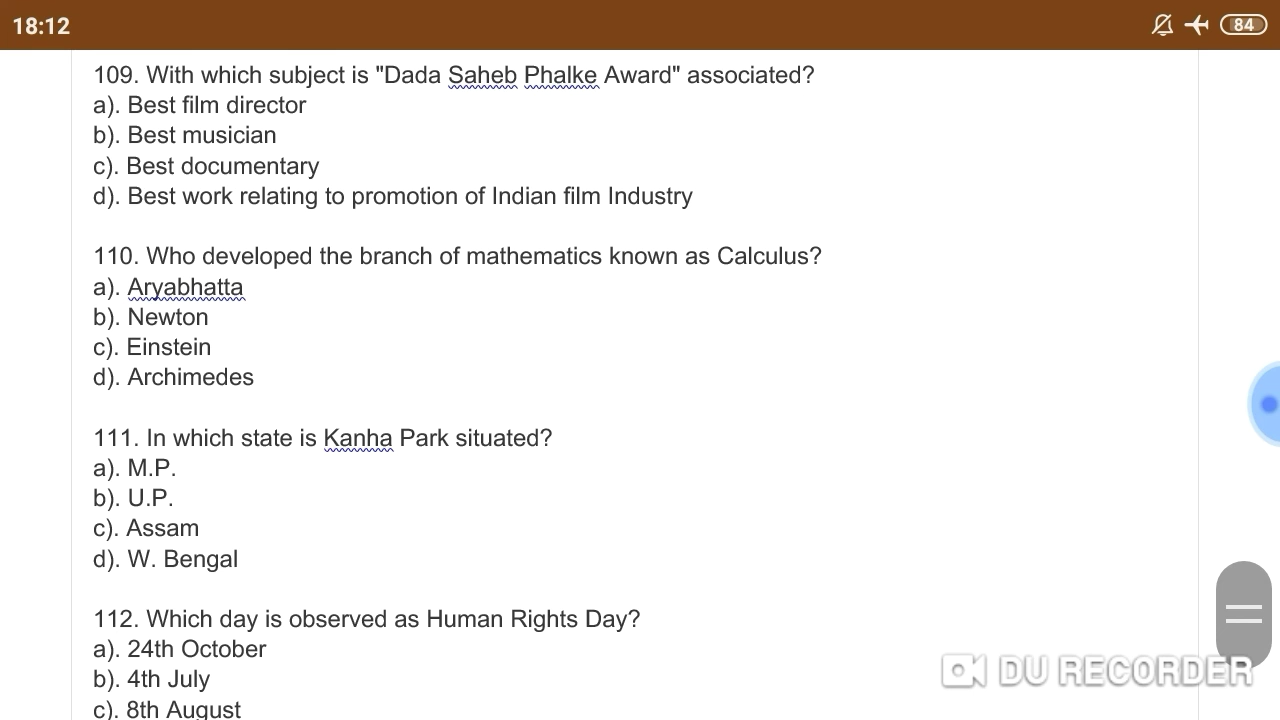 18:12
84
109. With which subject is "Dada Saheb Phalke Award" associated?
a). Best film director
b). Best musician
c). Best documentary
d). Best work relating to promotion of Indian film Industry
110. Who developed the branch of mathematics known as Calculus?
a). Aryabhatta
b). Newton
c). Einstein
d). Archimedes
111. In which state is Kanha Park situated?
a). M.P.
b). U.P.
c). Assam
d). W. Bengal
112. Which day is observed as Human Rights Day?
a). 24th October
b). 4th July
c). 8th August
DU RECORDER